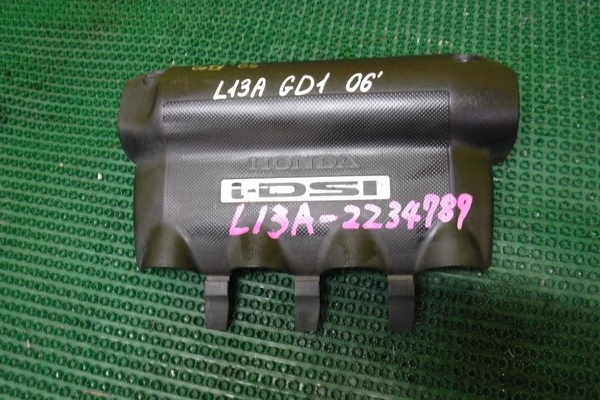 L13A GD1 06'
HONDA
i-DSI
L13A-2234789